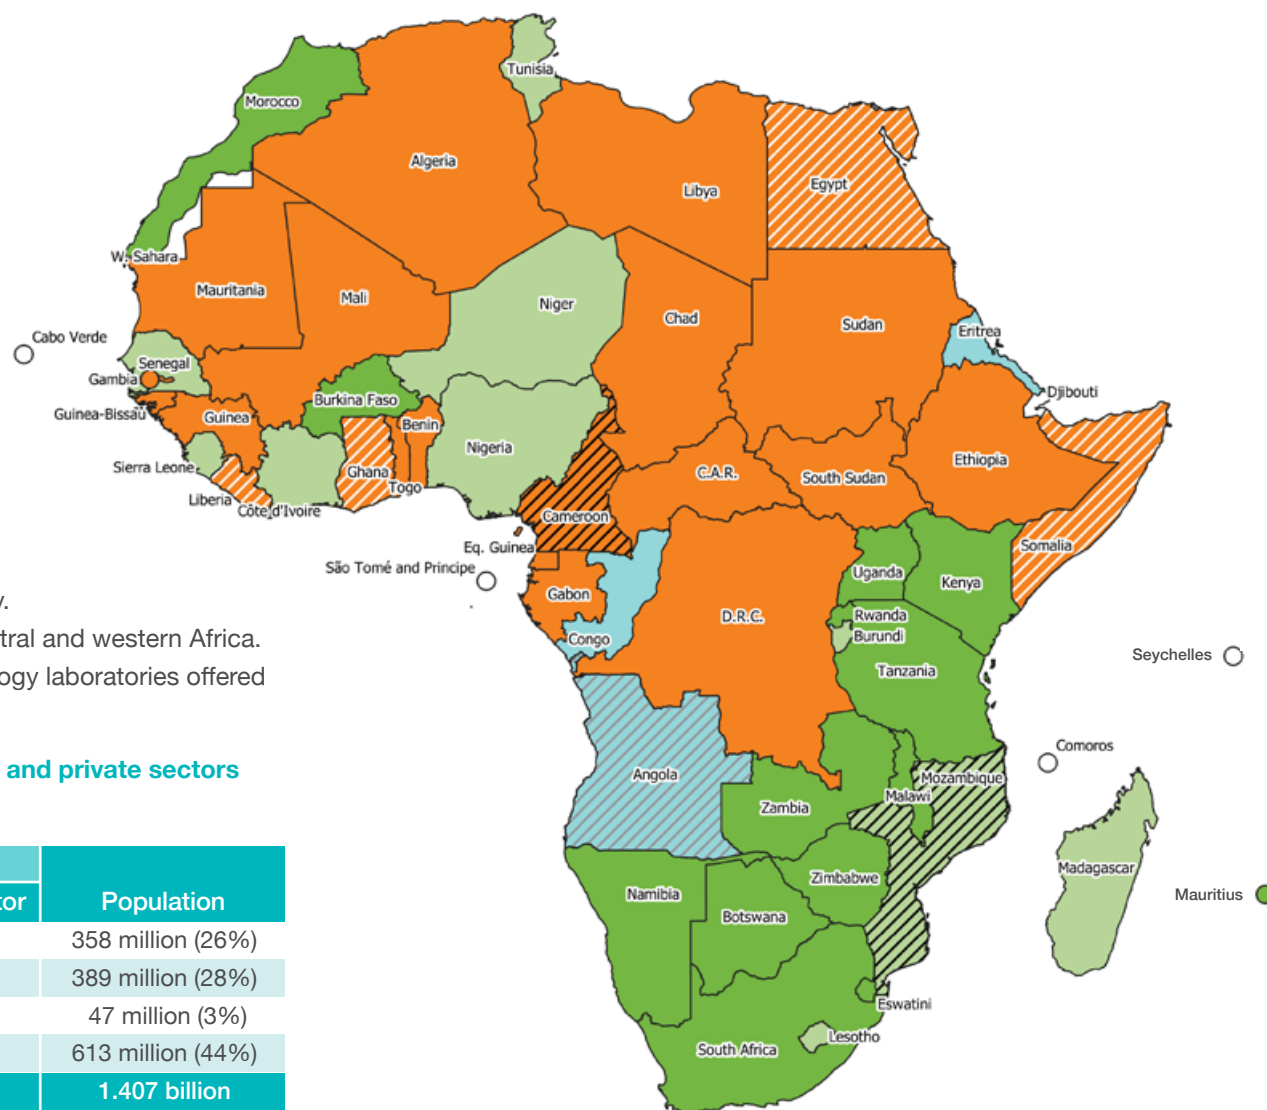 Tunisia
Morocco
Algeria
Libya
Egypt
W. Sahara
Mauritania
Mali
Niger
Chad
Sudan
Eritrea
Cabo Verde
Senegal
Gambia
Djibouti
Burkina Faso
Guinea-Bissau
Guinea
Benin
Nigeria
Ethiopia
Sierra Leone
Ghana
C.A.R.
South Sudan
Togo
Liberia
Côte d'Ivoire
Cameroon
Eq. Guinea
Somalia
São Tomé and Principe
Uganda
Kenya
Gabon
y.
D.R.C.
Rwanda
tral and western Africa.
Congo
Burundi
Seychelles
ogy laboratories offered
Tanzania
Comoros
and private sectors
Angola
Mozambique
Malawi
Zambia
Madagascar
Zimbabwe
Namibia
Mauritius
tor Population
Botswana
358 million (26%)
389 million (28%)
Eswatini
47 million (3%)
Lesotho
South Africa
613 million (44%)
1.407 billion